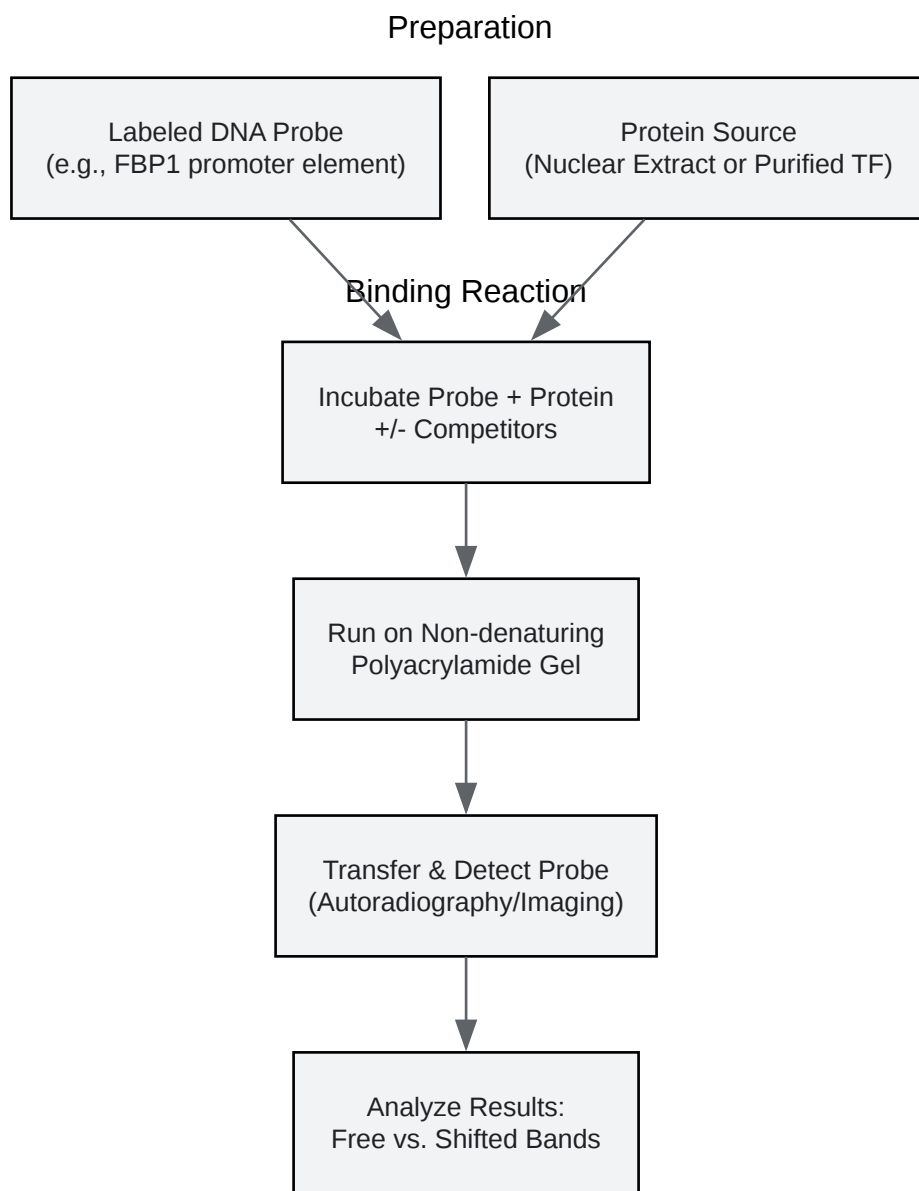 Preparation
Labeled DNA Probe
(e.g., FBP1 promoter element)
Protein Source
(Nuclear Extract or Purified TF)
Binding Reaction
Incubate Probe + Protein
+/- Competitors
Run on Non-denaturing
Polyacrylamide Gel
Transfer & Detect Probe
(Autoradiography/Imaging)
Analyze Results:
Free vs. Shifted Bands